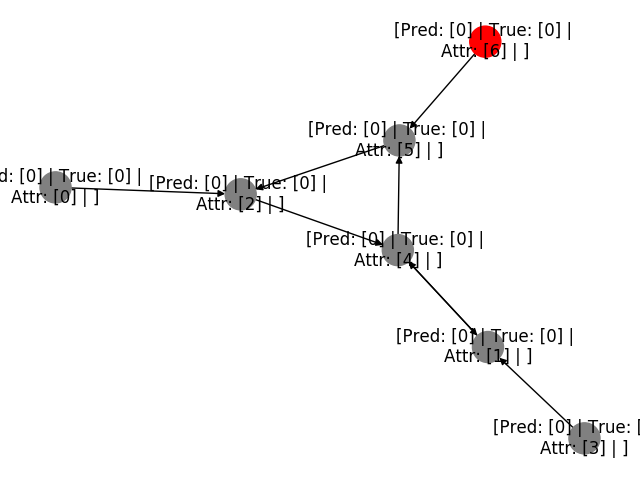 [Pred: [0] | True: [0] |
Attr: [6] | ]
[Pred: [0] | True: [0] |
Attr: [5] | ]
d: [0] | True: [0] |
Attr: [0] | ]
[Pred: [0] | True: [0] |
Attr: [2] | ]
[Pred: [0] | True: [0] |
Attr: [4] | ]
[Pred: [0] | True: [0] |
Attr: [1] | ]
[Pred: [0] | True: [
Attr: [3] | ]